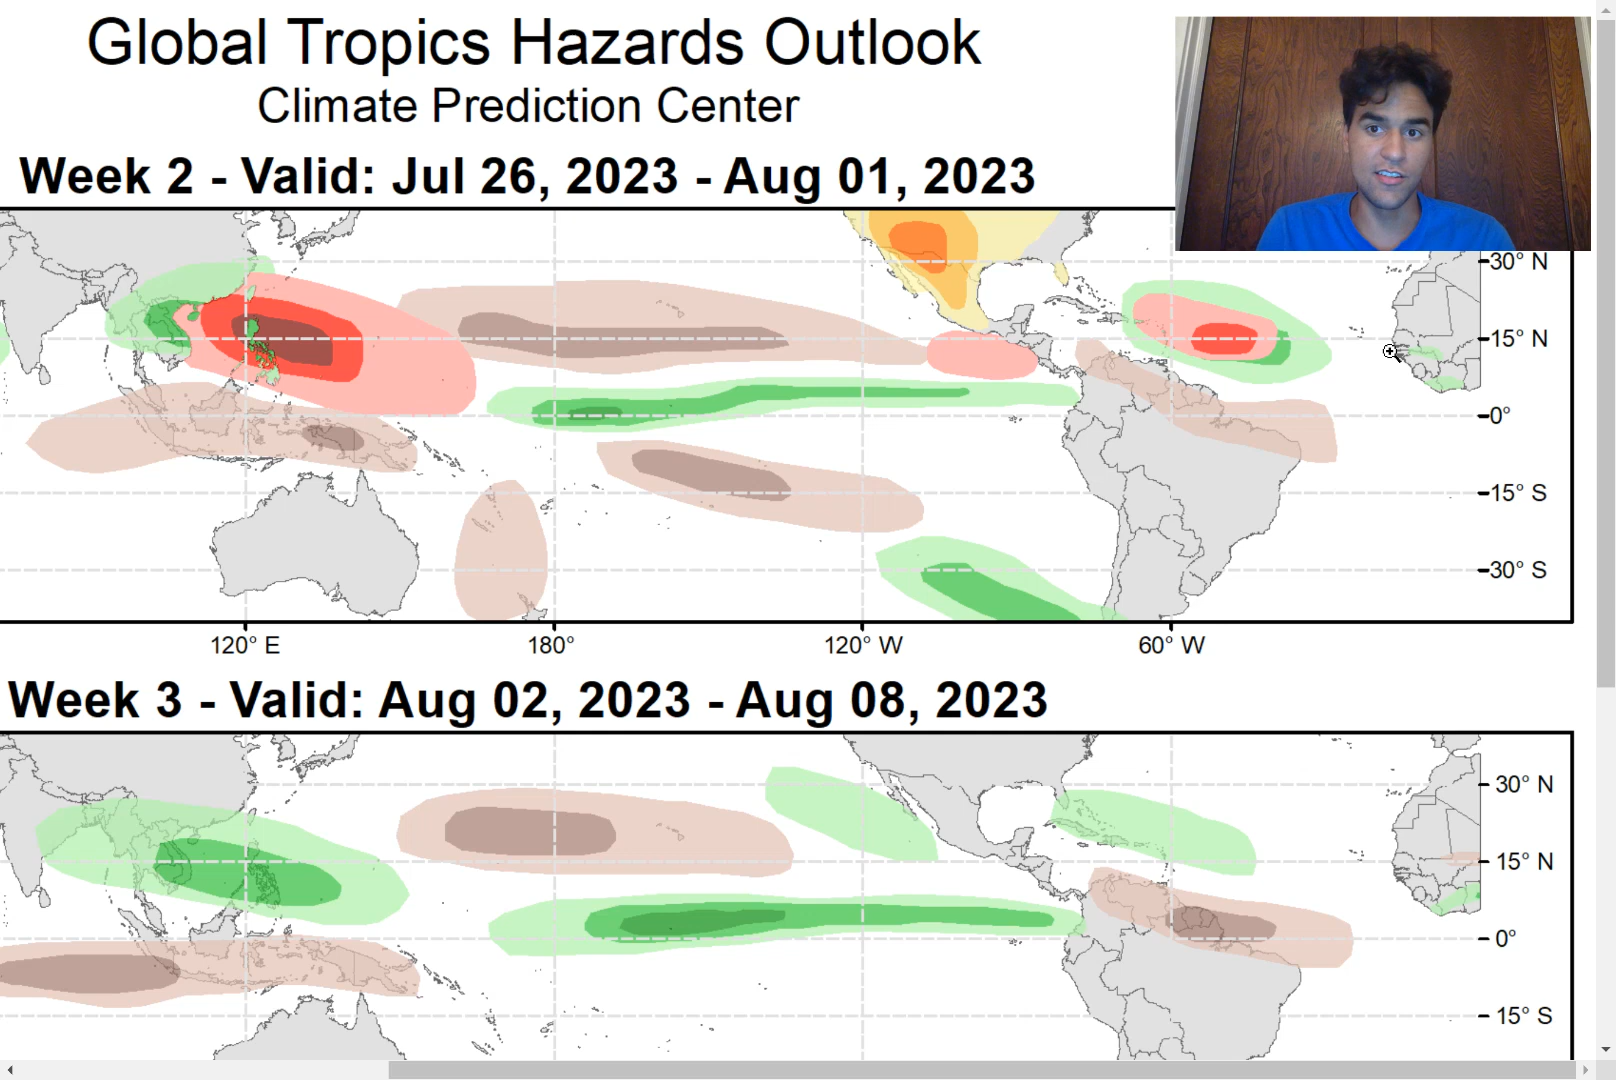 Global Tropics Hazards Outlook
Climate Prediction Center
Week 2 - Valid: Jul 26, 2023 - Aug 01, 2023
30° N
15° N
0°
15° S
30° S
120° E
180°
120° W
60° W
Week 3 - Valid: Aug 02, 2023 - Aug 08, 2023
30° N
15° N
0°
15° S